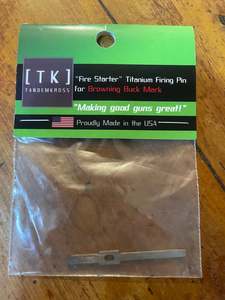 [TK]
TANDEMKROSS
"Fire Starter" Titanium Firing Pin
for Browning Buck Mark
"Making good guns great!"
Proudly Made in the USA